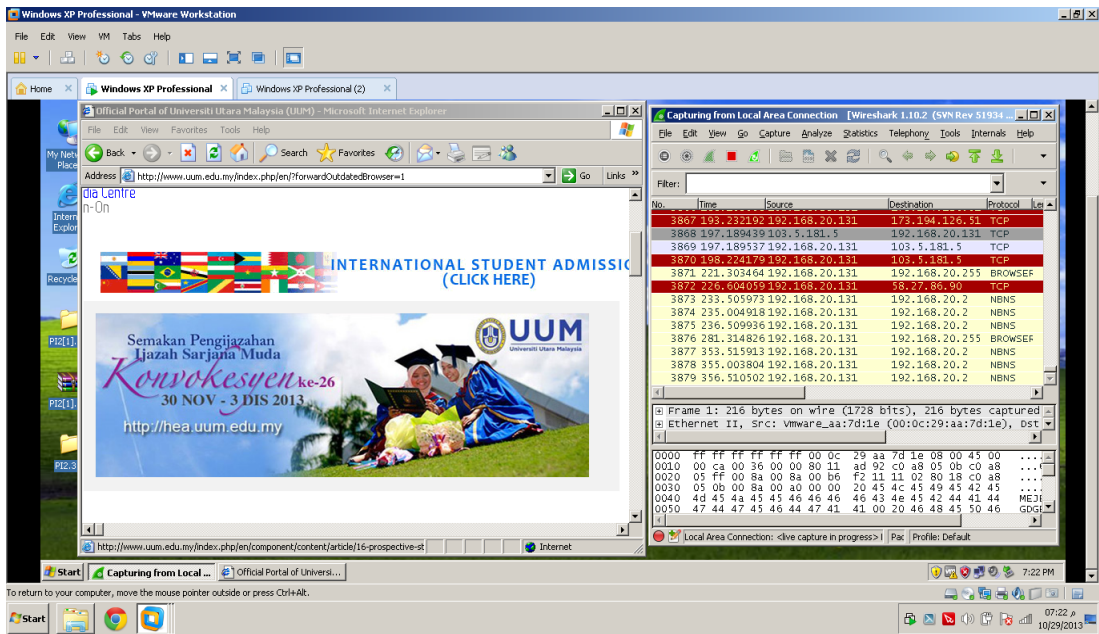 Windows XP Professional - VMware Workstation
File Edit View VM Tabs Help
Home
Windows XP Professional
Windows XP Professional (2)
My Netw
Place
Intern
Explor
Recycle
PI2[1].
PI2[1].
PI2.3
Official Portal of Universiti Utara Malaysia (UUM) - Microsoft Internet Explorer
File Edit View Favorites Tools Help
Back Search Favorites
Address http://www.uum.edu.my/index.php/en/?forwardOutdatedBrowser=1 Go Links »
dia Centre
n-On
INTERNATIONAL STUDENT ADMISSIO
(CLICK HERE)
UUM
Universiti Utara Malaysia
Semakan Pengijazahan
Ijazah Sarjana Muda
Konvokesyen ke-26
30 NOV - 3 DIS 2013
http://hea.uum.edu.my
http://www.uum.edu.my/index.php/en/component/content/article/16-prospective-st
Internet
Capturing from Local Area Connection [Wireshark 1.10.2 (SVN Rev 51934 ...
File Edit View Go Capture Analyze Statistics Telephony Tools Internals Help
Filter:
No. Time Source Destination Protocol Ler
3867 193.232192 192.168.20.131 173.194.126.51 TCP
3868 197.189439 103.5.181.5 192.168.20.131 TCP
3869 197.189537 192.168.20.131 103.5.181.5 TCP
3870 198.224179 192.168.20.131 103.5.181.5 TCP
3871 221.303464 192.168.20.131 192.168.20.255 BROWSER
3872 226.604059 192.168.20.131 58.27.86.90 TCP
3873 233.505973 192.168.20.131 192.168.20.2 NBNS
3874 235.004918 192.168.20.131 192.168.20.2 NBNS
3875 236.509936 192.168.20.131 192.168.20.2 NBNS
3876 281.314826 192.168.20.131 192.168.20.255 BROWSER
3877 353.515913 192.168.20.131 192.168.20.2 NBNS
3878 355.003804 192.168.20.131 192.168.20.2 NBNS
3879 356.510502 192.168.20.131 192.168.20.2 NBNS
Frame 1: 216 bytes on wire (1728 bits), 216 bytes captured
Ethernet II, Src: Vmware_aa:7d:1e (00:0c:29:aa:7d:1e), Dst
0000 ff ff ff ff ff ff 00 0c 29 aa 7d 1e 08 00 45 00 ....
0010 00 ca 00 36 00 00 80 11 ad 92 c0 a8 05 0b c0 a8
0020 05 ff 00 8a 00 8a 00 b6 f2 11 11 02 80 18 c0 a8 ....
0030 05 0b 00 8a 00 a0 00 00 20 45 4c 45 49 45 42 45 ....
0040 4d 45 4a 45 45 46 46 46 46 43 4e 45 42 44 41 44 MEJE
0050 47 44 47 45 46 44 47 41 41 00 20 46 48 45 50 46 GDGE
Local Area Connection: <live capture in progress> Pac Profile: Default
Start
Capturing from Local ...
Official Portal of Universi...
7:22 PM
To return to your computer, move the mouse pointer outside or press Ctrl+Alt.
Start
07:22 م
10/29/2013